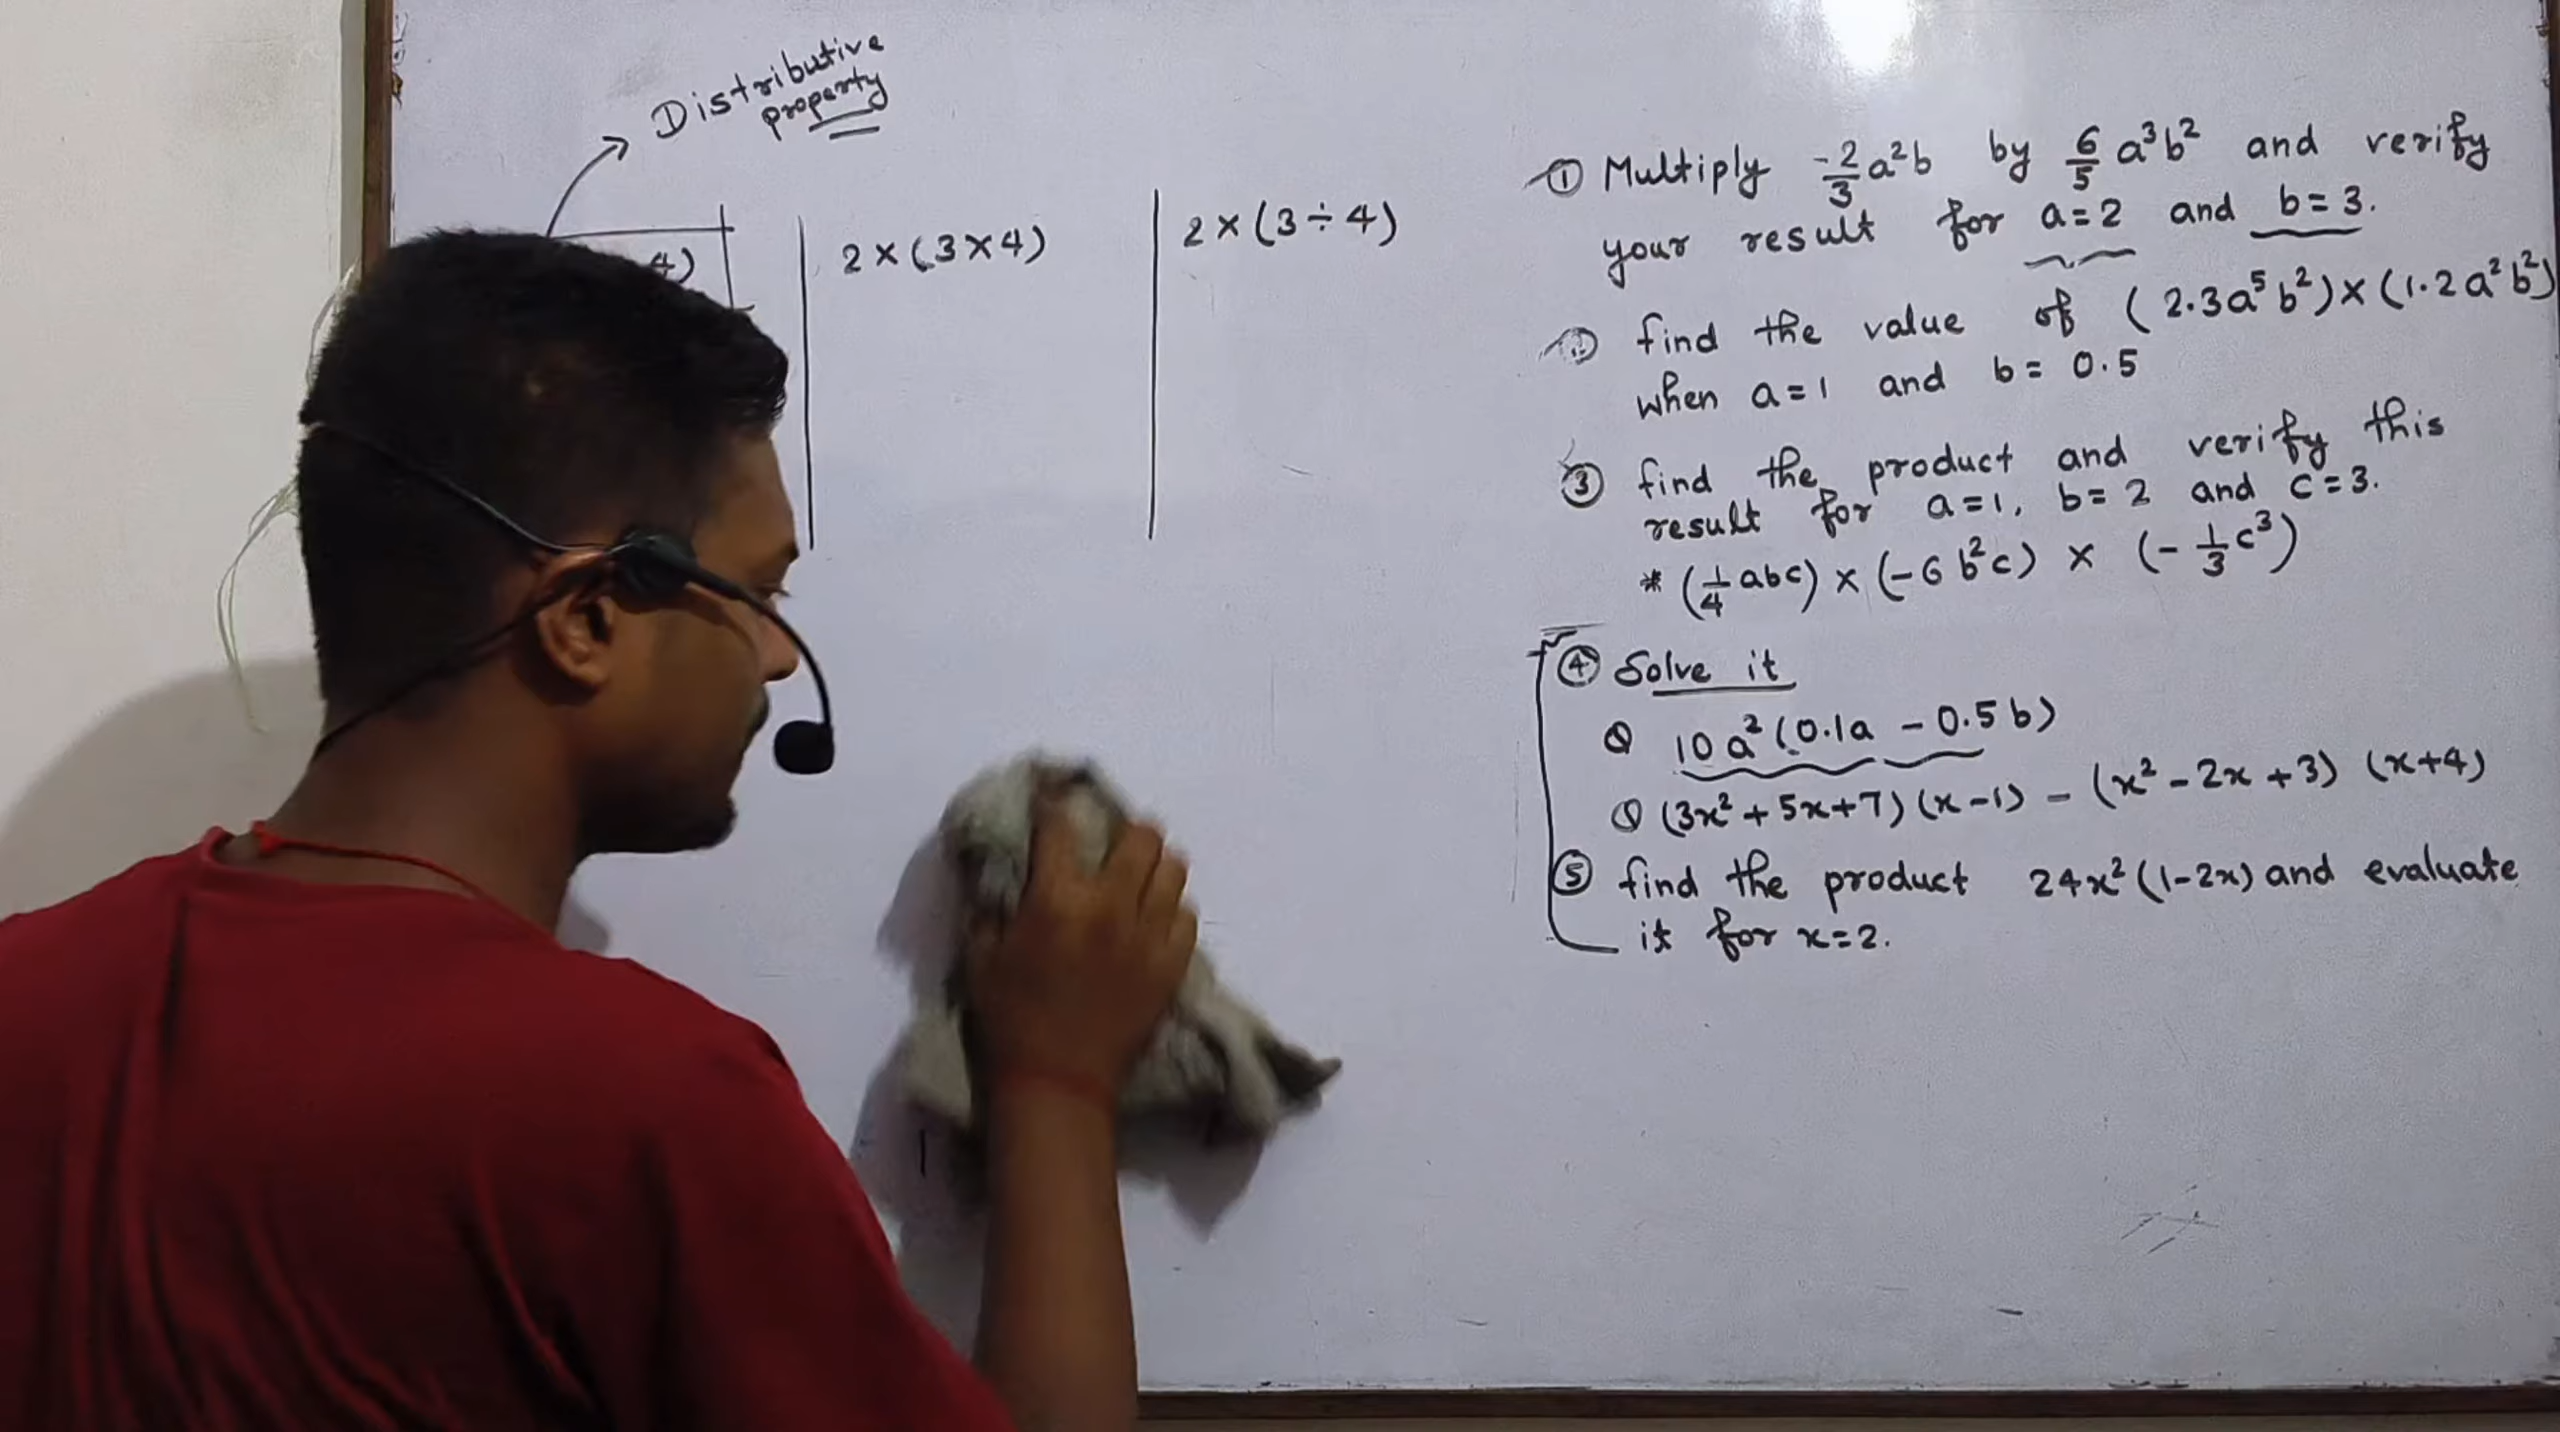 Distributive
property
4)
2 × (3 × 4)
2 × (3 ÷ 4)
① Multiply -2/3 a²b by 6/5 a³b² and verify
your result for a=2 and b=3.
find the value of (2.3a⁵b²)×(1.2a²b²)
when a=1 and b=0.5
③ find the product and verify this
result for a=1, b=2 and c=3.
* (1/4 abc) × (-6b²c) × (-1/3 c³)
④ Solve it
10a²(0.1a - 0.5b)
(3x²+5x+7)(x-1) - (x²-2x+3) (x+4)
⑤ find the product 24x²(1-2x) and evaluate
it for x=2.